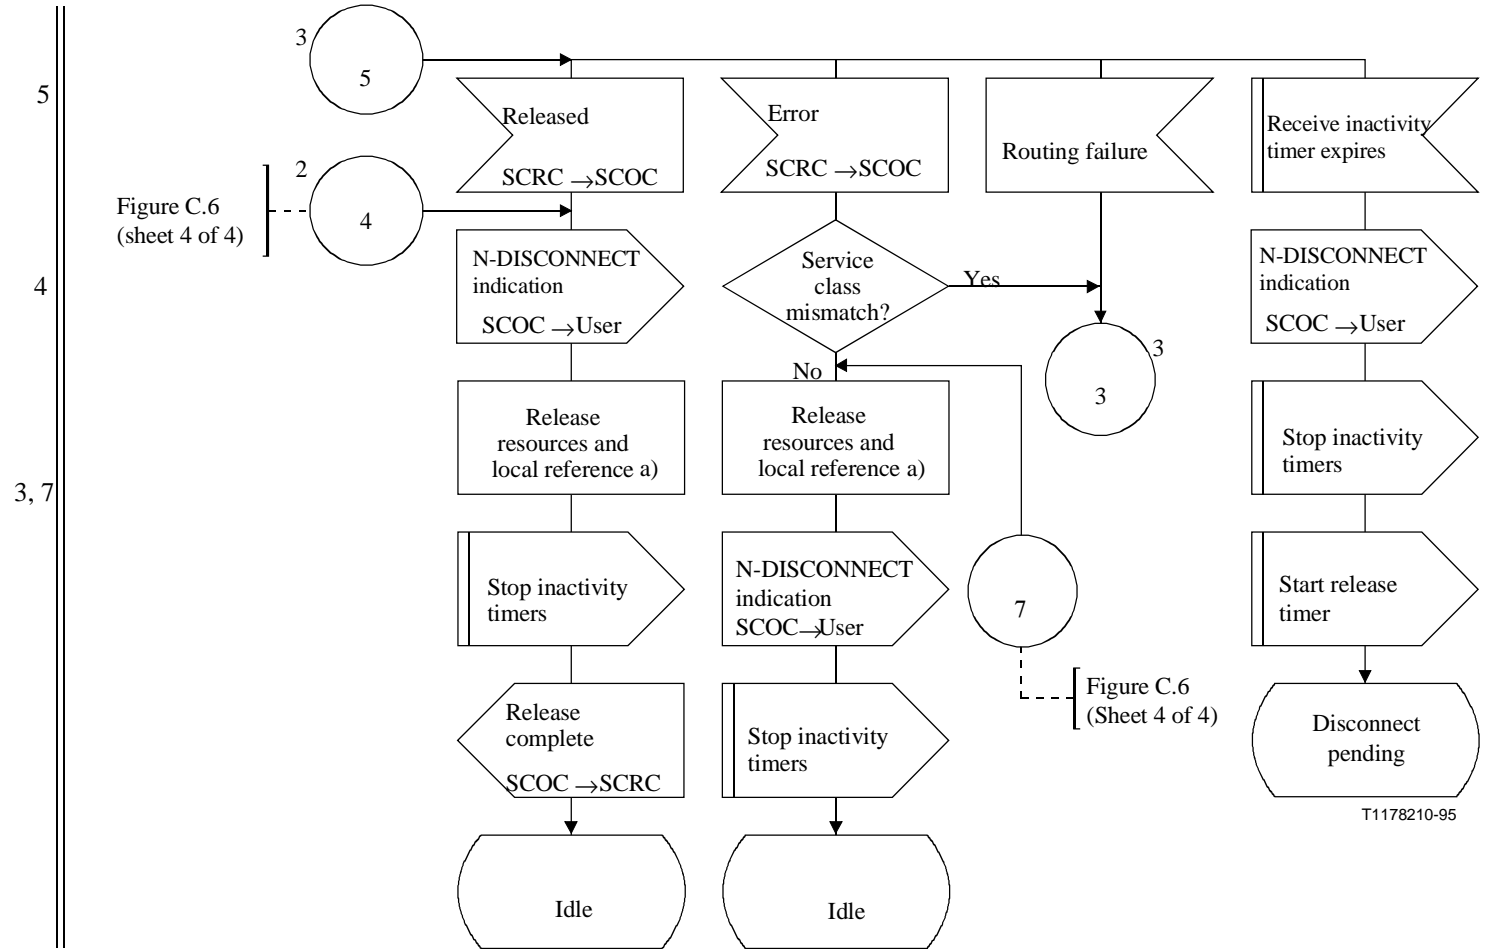 3
5
5
Released
SCRC →SCOC
Error
SCRC →SCOC
Routing failure
Receive inactivity
timer expires
2
4
Figure C.6
(sheet 4 of 4)
4
N-DISCONNECT
indication
SCOC →User
Service
class
mismatch?
Yes
No
3
3
N-DISCONNECT
indication
SCOC →User
3, 7
Release
resources and
local reference a)
Release
resources and
local reference a)
Stop inactivity
timers
Stop inactivity
timers
N-DISCONNECT
indication
SCOC→User
7
Figure C.6
(Sheet 4 of 4)
Start release
timer
Release
complete
SCOC →SCRC
Stop inactivity
timers
Disconnect
pending
T1178210-95
Idle
Idle